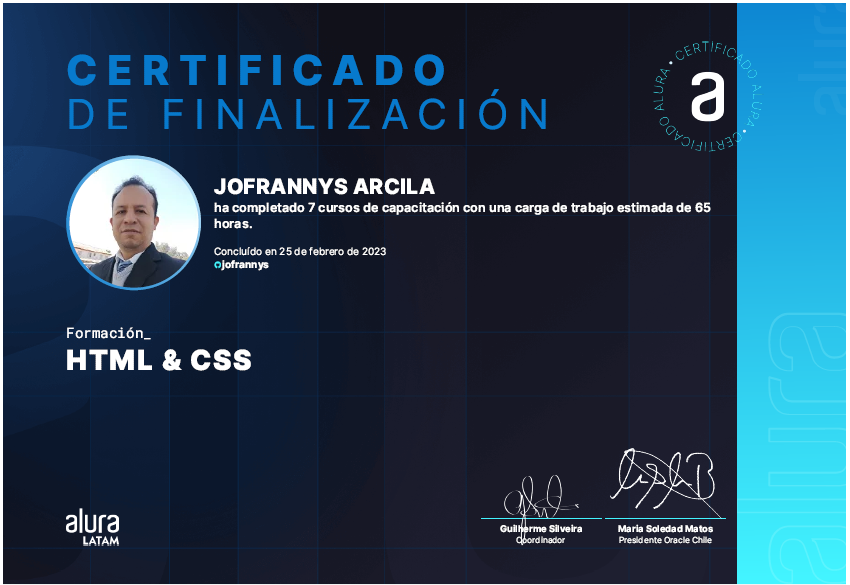 CERTIFICADO
DE FINALIZACIÓN
CERTIFICADO ALURA • CERTIFICADO ALURA •
a
JOFRANNYS ARCILA
ha completado 7 cursos de capacitación con una carga de trabajo estimada de 65
horas.
Concluído en 25 de febrero de 2023
jofrannys
Formación_
HTML & CSS
alura
LATAM
Guilherme Silveira
Coordinador
Maria Soledad Matos
Presidente Oracle Chile
alura
alura